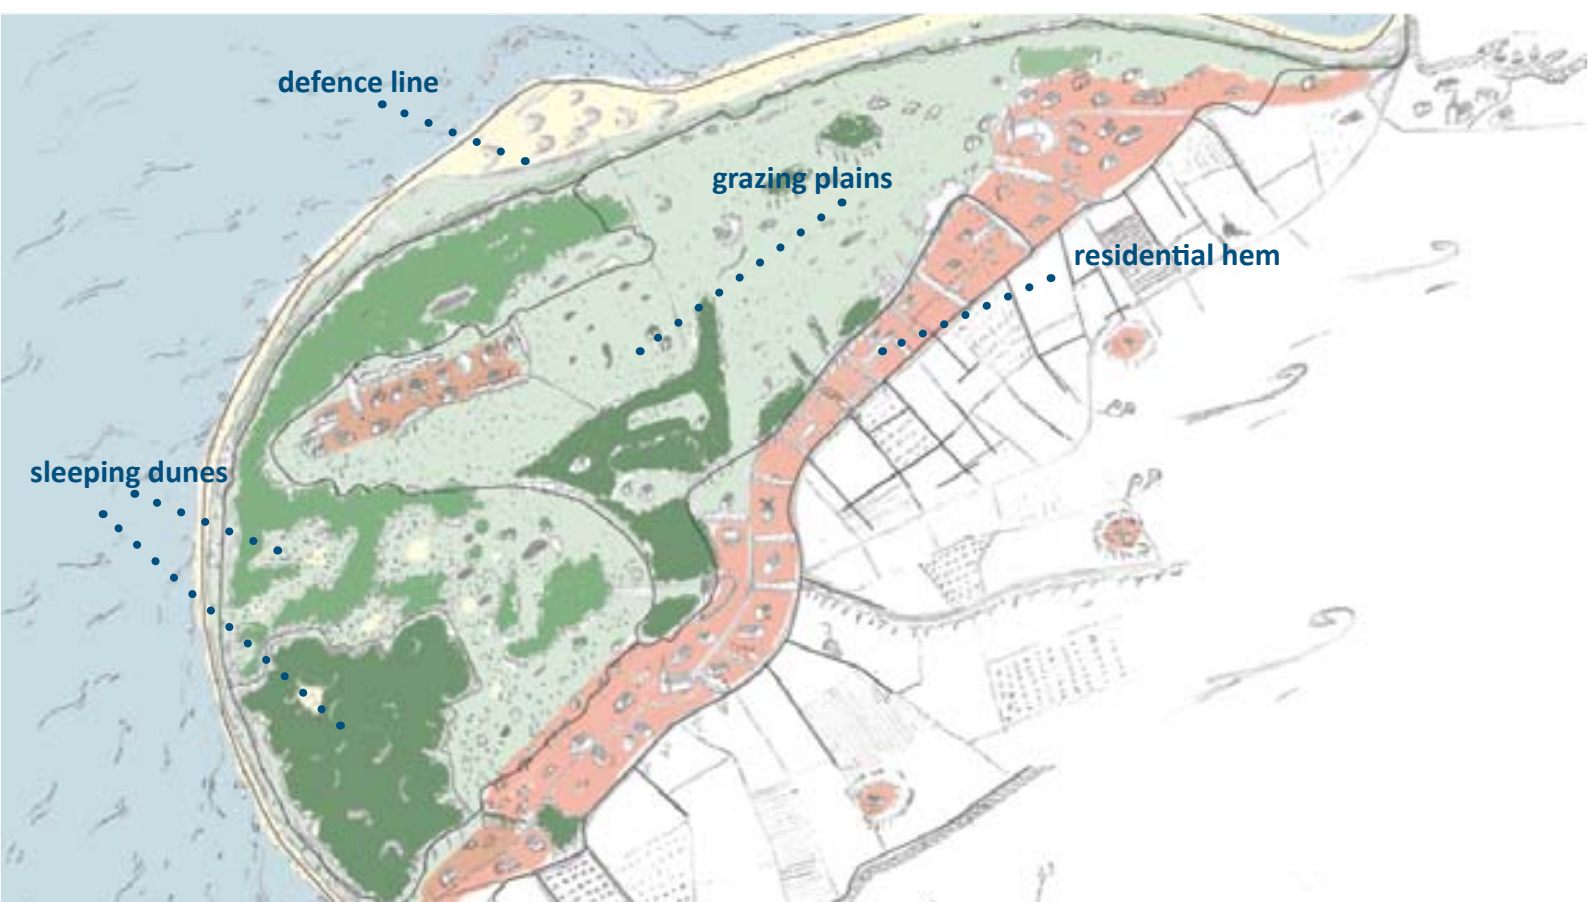 defence line
grazing plains
residential hem
sleeping dunes